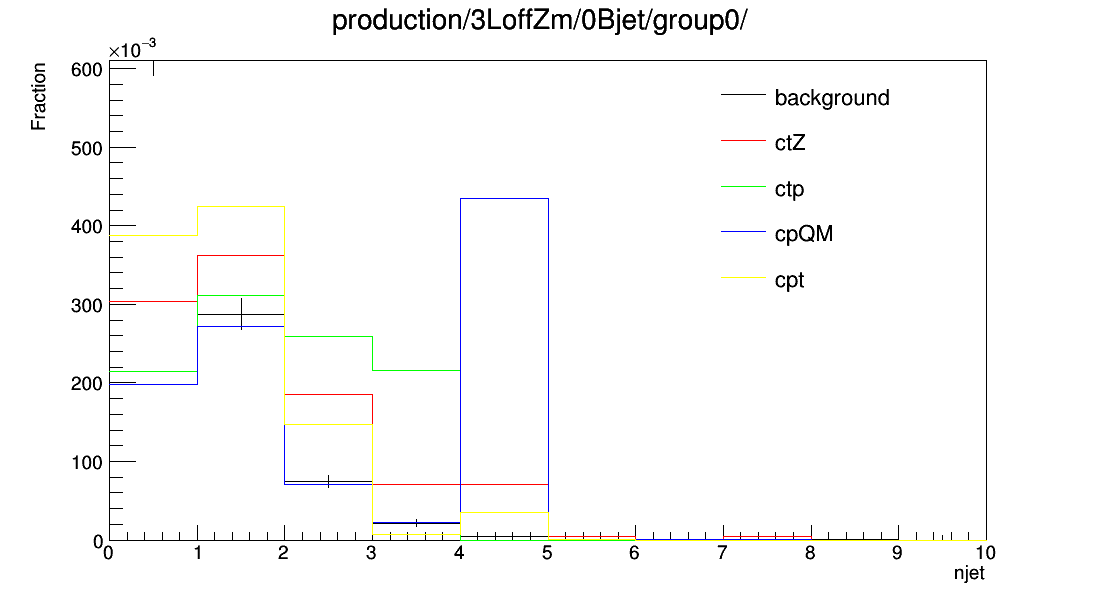 production/3LoffZm/0Bjet/group0/
×10−3
Fraction
600
500
400
300
200
100
0
background
ctZ
ctp
cpQM
cpt
0 1 2 3 4 5 6 7 8 9 10
njet